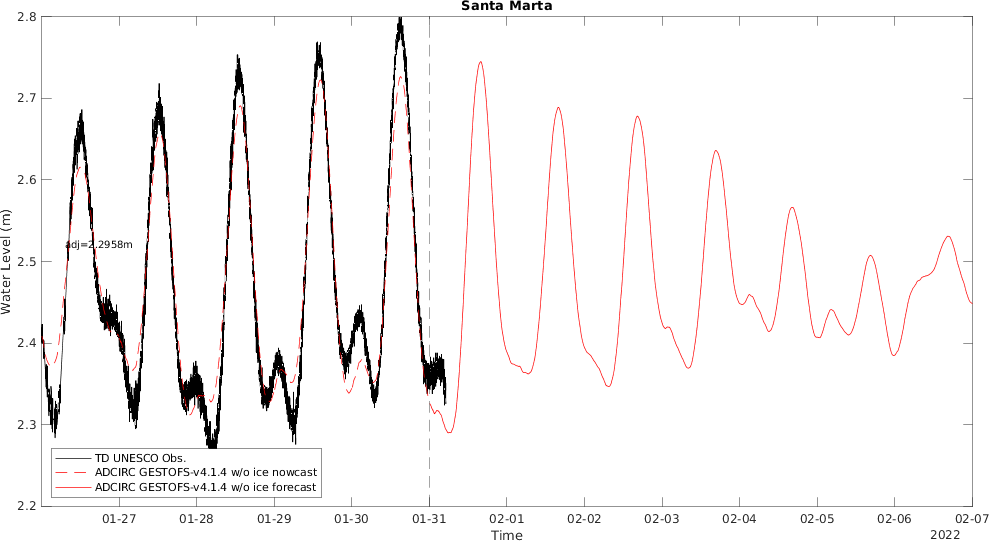 Santa Marta
Water Level (m)
2.8
2.7
2.6
2.5
2.4
2.3
2.2
adj=2.2958m
TD UNESCO Obs.
ADCIRC GESTOFS-v4.1.4 w/o ice nowcast
ADCIRC GESTOFS-v4.1.4 w/o ice forecast
01-27 01-28 01-29 01-30 01-31 02-01 02-02 02-03 02-04 02-05 02-06 02-07
Time
2022